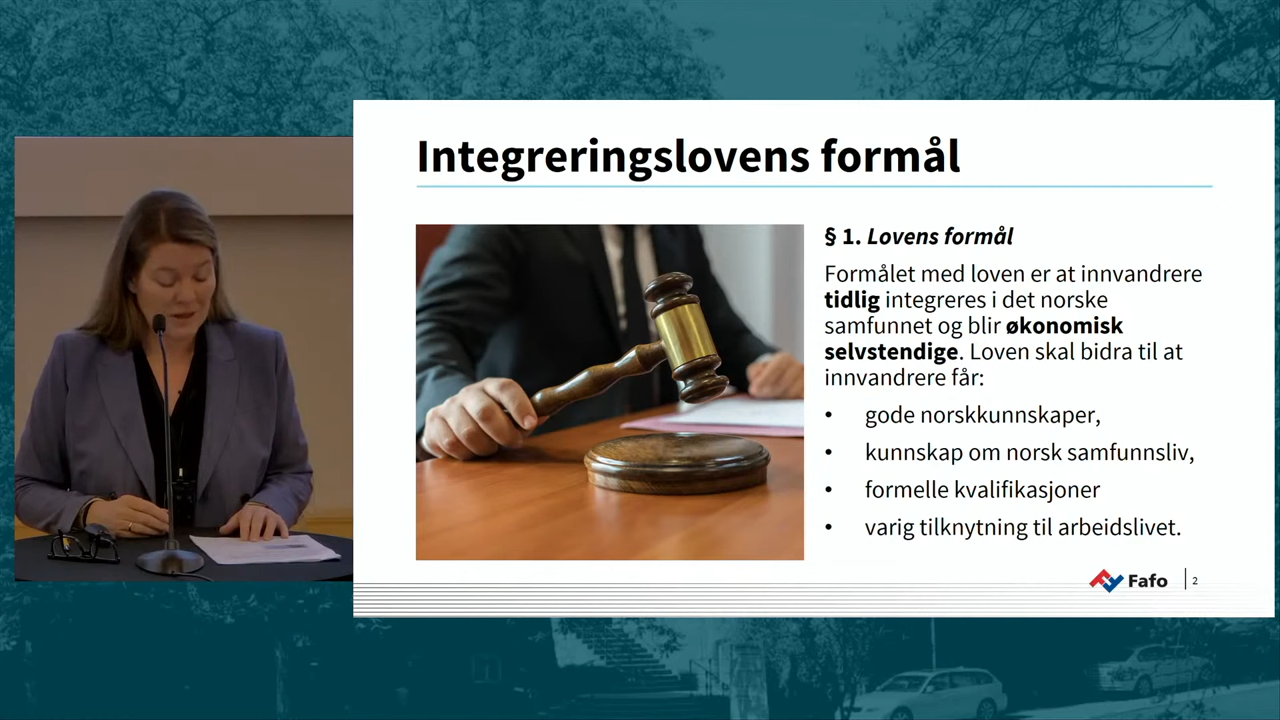 Integreringslovens formål
§ 1. Lovens formål
Formålet med loven er at innvandrere
tidlig integreres i det norske
samfunnet og blir økonomisk
selvstendige. Loven skal bidra til at
innvandrere får:
• gode norskkunnskaper,
• kunnskap om norsk samfunnsliv,
• formelle kvalifikasjoner
• varig tilknytning til arbeidslivet.
Fafo
2